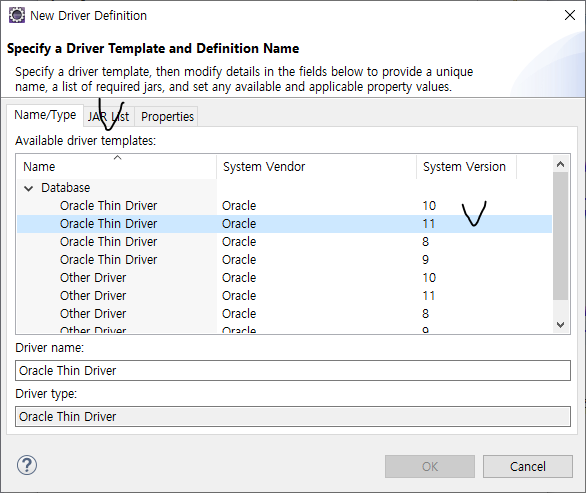 New Driver Definition
Specify a Driver Template and Definition Name
Specify a driver template, then modify details in the fields below to provide a unique
name, a list of required jars, and set any available and applicable property values.
Name/Type JAR List Properties
Available driver templates:
Name System Vendor System Version
Database
Oracle Thin Driver Oracle 10
Oracle Thin Driver Oracle 11
Oracle Thin Driver Oracle 8
Oracle Thin Driver Oracle 9
Other Driver Oracle 10
Other Driver Oracle 11
Other Driver Oracle 8
Other Driver Oracle 9
Driver name:
Oracle Thin Driver
Driver type:
Oracle Thin Driver
? OK Cancel